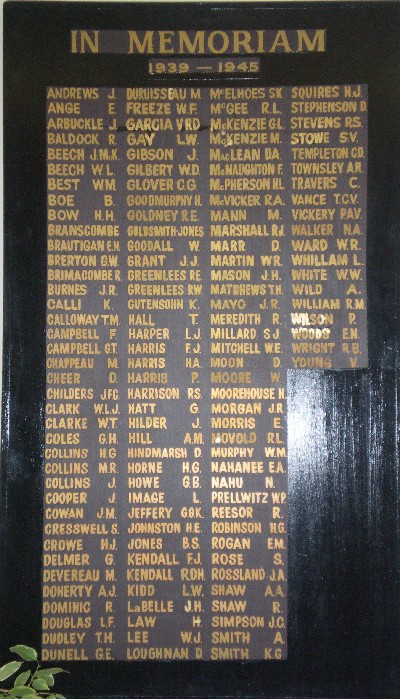 IN MEMORIAM
1939 — 1945
ANDREWS J.
ANGE E.
ARBUCKLE J.
BALDOCK R.
BEECH J.M.K.
BEECH W.L.
BEST W.M.
BOE B.
BOW H.H.
BRANSCOMBE
BRAUTIGAN E.H.
BRERTON G.W.
BRIMACOMBE R.
BURNES J.R.
CALLI K.
CALLOWAY T.M.
CAMPBELL F.
CAMPBELL G.T.
CHAPPEAU M.
CHEER D.
CHILDERS J.F.C.
CLARK W.L.J.
CLARKE W.T.
COLES G.H.
COLLINS H.G.
COLLINS M.R.
COLLINS J.
COOPER J.
COWAN J.M.
CRESSWELL S.
CROWE H.J.
DELMER G.
DEVEREAU M.
DOHERTY A.J.
DOMINIC R.
DOUGLAS L.F.
DUDLEY T.H.
DUNELL G.E.
DURUISSEAU M.
FREEZE W.F.
GARCIA V.R.D.
GAY L.W.
GIBSON J.
GILBERT W.D.
GLOVER C.G.
GOODMURPHY H.
GOLDNEY R.E.
GOLDSMITH-JONES
GOODALL W.
GRANT J.J.
GREENLEES R.E.
GREENLEES R.W.
GUTENSOHN K.
HALL T.
HARPER L.J.
HARRIS F.J.
HARRIS H.A.
HARRIS P.
HARRISON R.S.
HATT G.
HILDER J.
HILL A.M.
HINDMARSH D.
HORNE H.G.
HOWE G.B.
IMAGE L.
JEFFERY G.G.K.
JOHNSTON H.E.
JONES B.S.
KENDALL F.J.
KENDALL R.D.H.
KIDD L.W.
LaBELLE J.H.
LAW H.
LEE W.J.
LOUGHNAN D.
McELHOES S.K.
McGEE R.L.
McKENZIE G.L.
McKENZIE M.
MacLEAN D.A.
McNAUGHTON F.
McPHERSON H.L.
McVICKER R.A.
MANN M.
MARSHALL R.J.
MARR D.
MARTIN W.R.
MASON J.H.
MATTHEWS T.H.
MAYO J.R.
MEREDITH R.
MILLARD S.J.
MITCHELL W.E.
MOON D.
MOORE W.
MOOREHOUSE H.
MORGAN J.R.
MORRIS E.
MOVOLD R.L.
MURPHY W.M.
NAHANEE E.A.
NAHU N.
PRELLWITZ W.P.
REESOR R.
ROBINSON H.G.
ROGAN E.M.
ROSE S.
ROSSLAND J.A.
SHAW A.A.
SHAW R.
SIMPSON J.C.
SMITH A.
SMITH K.G.
SQUIRES H.J.
STEPHENSON D.
STEVENS R.S.
STOWE S.V.
TEMPLETON C.D.
TOWNSLEY A.R.
TRAVERS C.
VANCE T.C.V.
VICKERY P.A.V.
WALKER N.A.
WARD W.R.
WHILLAM L.
WHITE W.W.
WILD A.
WILLIAM R.M.
WILSON P.
WOODS E.N.
WRIGHT R.B.
YOUNG V.